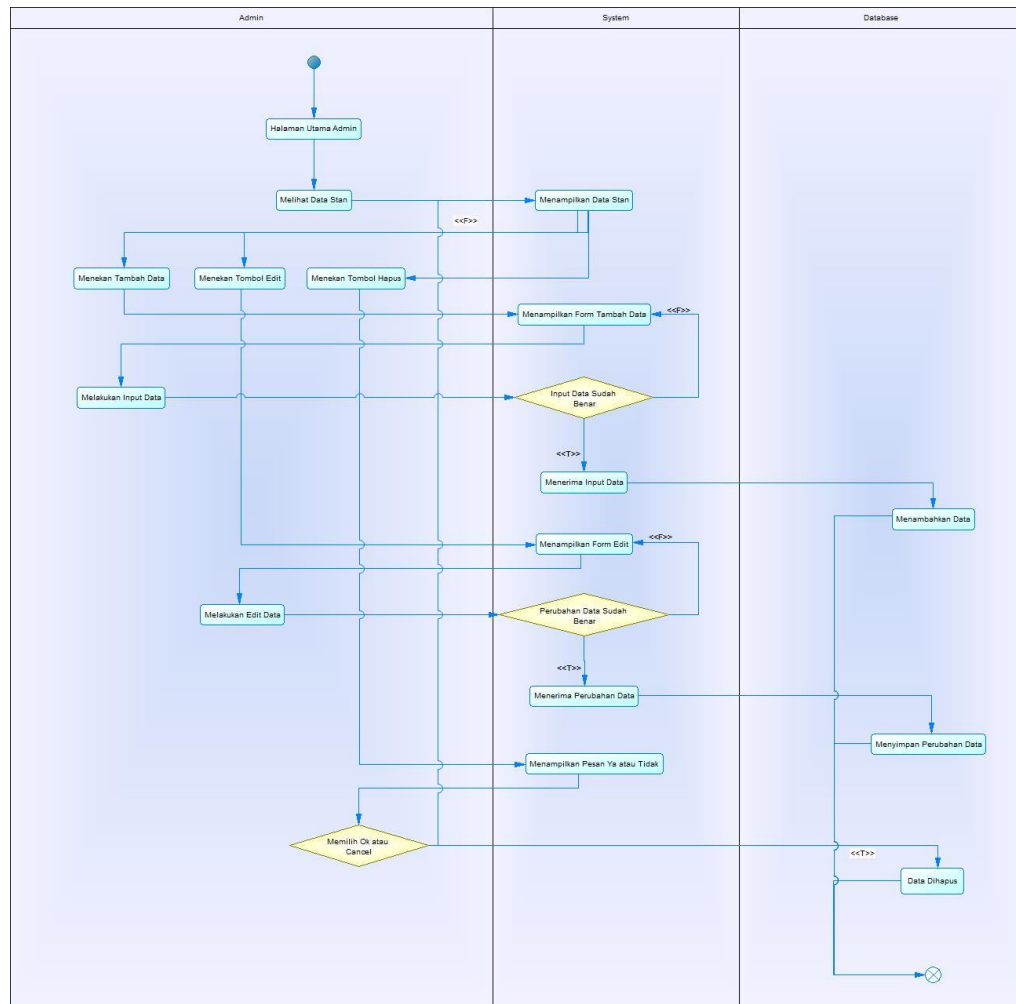 Admin
System
Database
Halaman Utama Admin
Melihat Data Stan
Menampilkan Data Stan
<<F>>
Menekan Tambah Data
Menekan Tombol Edit
Menekan Tombol Hapus
Menampilkan Form Tambah Data
<<F>>
Melakukan Input Data
Input Data Sudah
Benar
<<T>>
Menerima Input Data
Menambahkan Data
Menampilkan Form Edit
<<F>>
Melakukan Edit Data
Perubahan Data Sudah
Benar
<<T>>
Menerima Perubahan Data
Menyimpan Perubahan Data
Menampilkan Pesan Ya atau Tidak
Memilih Ok atau
Cancel
<<T>>
Data Dihapus